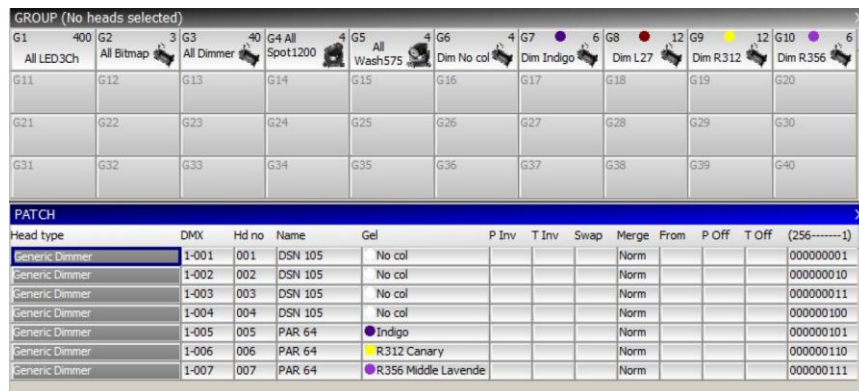 GROUP (No heads selected)
G1 400 G2 3 G3 40 G4 All 4 G5 4 G6 4 G7 6 G8 12 G9 12 G10 6
All LED3Ch All Bitmap All Dimmer Spot1200 All Wash575 Dim No col Dim Indigo Dim L27 Dim R312 Dim R356
G11 G12 G13 G14 G15 G16 G17 G18 G19 G20
G21 G22 G23 G24 G25 G26 G27 G28 G29 G30
G31 G32 G33 G34 G35 G36 G37 G38 G39 G40
PATCH
Head type DMX Hd no Name Gel P Inv T Inv Swap Merge From P Off T Off (256-------1)
Generic Dimmer 1-001 001 DSN 105 No col Norm 000000001
Generic Dimmer 1-002 002 DSN 105 No col Norm 000000010
Generic Dimmer 1-003 003 DSN 105 No col Norm 000000011
Generic Dimmer 1-004 004 DSN 105 No col Norm 000000100
Generic Dimmer 1-005 005 PAR 64 Indigo Norm 000000101
Generic Dimmer 1-006 006 PAR 64 R312 Canary Norm 000000110
Generic Dimmer 1-007 007 PAR 64 R356 Middle Lavende Norm 000000111